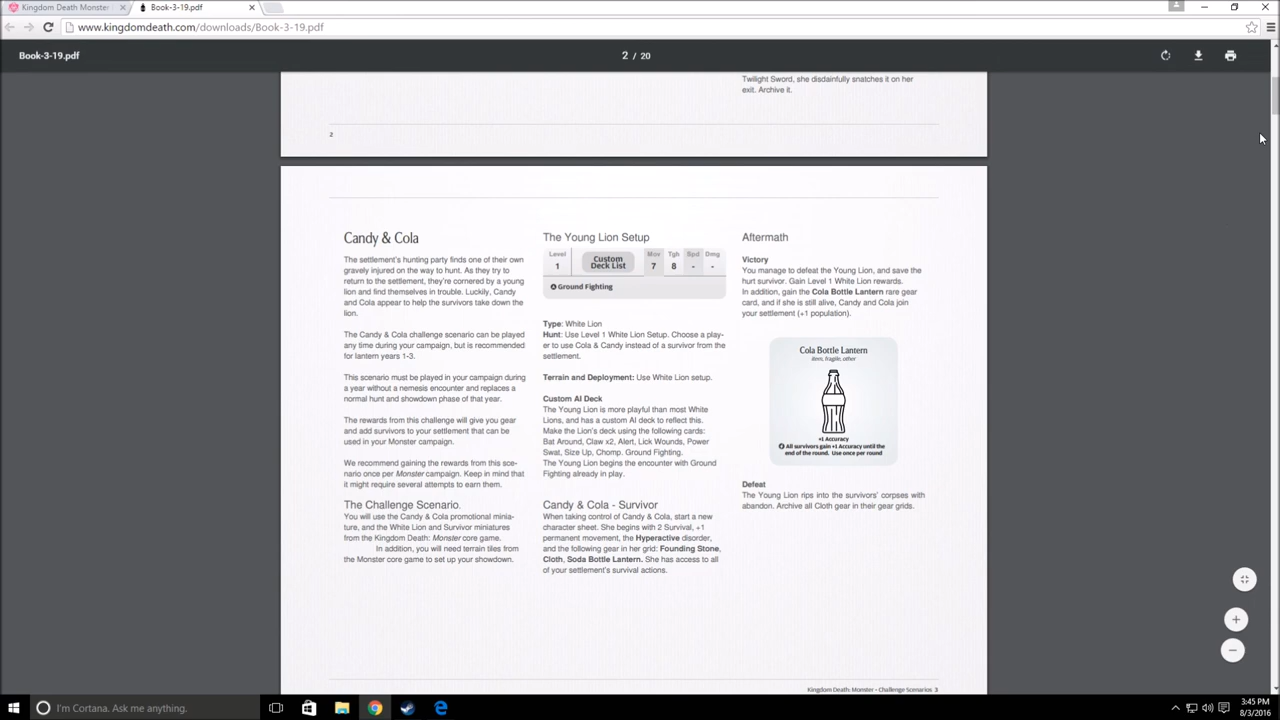 Kingdom Death Monster
Book-3-19.pdf
www.kingdomdeath.com/downloads/Book-3-19.pdf
Book-3-19.pdf
2 / 20
Twilight Sword, she disdainfully snatches it on her
exit. Archive it.
2
Candy & Cola
The settlement's hunting party finds one of their own
gravely injured on the way to hunt. As they try to
return to the settlement, they're cornered by a young
lion and find themselves in trouble. Luckily, Candy
and Cola appear to help the survivors take down the
lion.
The Candy & Cola challenge scenario can be played
any time during your campaign, but is recommended
for lantern years 1-3.
This scenario must be played in your campaign during
a year without a nemesis encounter and replaces a
normal hunt and showdown phase of that year.
The rewards from this challenge will give you gear
and add survivors to your settlement that can be
used in your Monster campaign.
We recommend gaining the rewards from this sce-
nario once per Monster campaign. Keep in mind that
it might require several attempts to earn them.
The Challenge Scenario
You will use the Candy & Cola promotional minia-
ture, and the White Lion and Survivor miniatures
from the Kingdom Death: Monster core game.
In addition, you will need terrain tiles from
the Monster core game to set up your showdown.
The Young Lion Setup
Level Mov Tgh Spd Dmg
1 Custom Deck List 7 8 - -
A Ground Fighting
Type: White Lion
Hunt: Use Level 1 White Lion Setup. Choose a play-
er to use Cola & Candy instead of a survivor from the
settlement.
Terrain and Deployment: Use White Lion setup.
Custom AI Deck
The Young Lion is more playful than most White
Lions, and has a custom AI deck to reflect this.
Make the Lion's deck using the following cards:
Bat Around, Claw x2, Alert, Lick Wounds, Power
Swat, Size Up, Chomp. Ground Fighting.
The Young Lion begins the encounter with Ground
Fighting already in play.
Candy & Cola - Survivor
When taking control of Candy & Cola, start a new
character sheet. She begins with 2 Survival, +1
permanent movement, the Hyperactive disorder,
and the following gear in her grid: Founding Stone,
Cloth, Soda Bottle Lantern. She has access to all
of your settlement's survival actions.
Aftermath
Victory
You manage to defeat the Young Lion, and save the
hurt survivor. Gain Level 1 White Lion rewards.
In addition, gain the Cola Bottle Lantern rare gear
card, and if she is still alive, Candy and Cola join
your settlement (+1 population).
Cola Bottle Lantern
item, fragile, other
+1 Accuracy
All survivors gain +1 Accuracy until the
end of the round. Use once per round
Defeat
The Young Lion rips into the survivors' corpses with
abandon. Archive all Cloth gear in their gear grids.
Kingdom Death: Monster - Challenge Scenarios 3
I'm Cortana. Ask me anything.
3:45 PM
8/3/2016